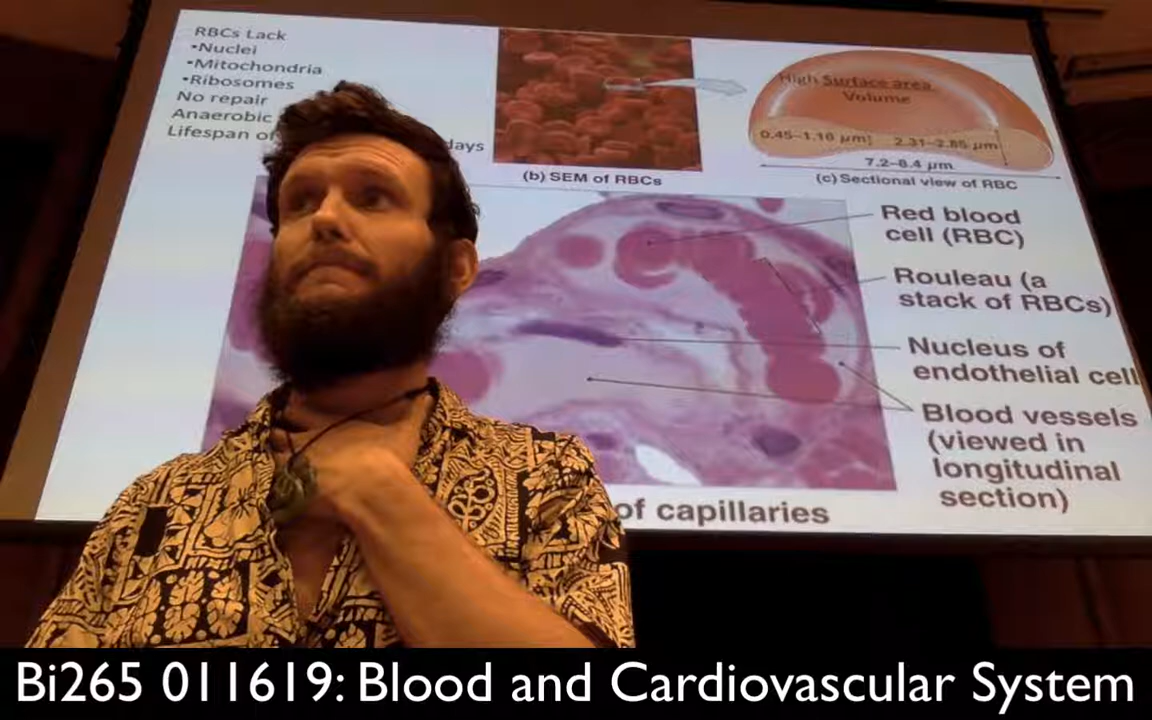 RBCs Lack
•Nuclei
•Mitochondria
•Ribosomes
No repair
Anaerobic
Lifespan of
days
(b) SEM of RBCs
High Surface area
Volume
0.45–1.16 µm
2.31–2.85 µm
7.2–8.4 µm
(c) Sectional view of RBC
Red blood
cell (RBC)
Rouleau (a
stack of RBCs)
Nucleus of
endothelial cell
Blood vessels
(viewed in
longitudinal
section)
of capillaries
Bi265 011619: Blood and Cardiovascular System